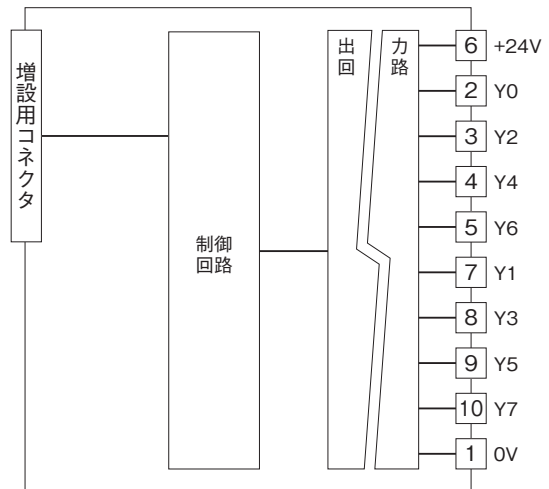 増設用コネクタ
制御
回路
出力
回路
6 +24V
2 Y0
3 Y2
4 Y4
5 Y6
7 Y1
8 Y3
9 Y5
10 Y7
1 0V